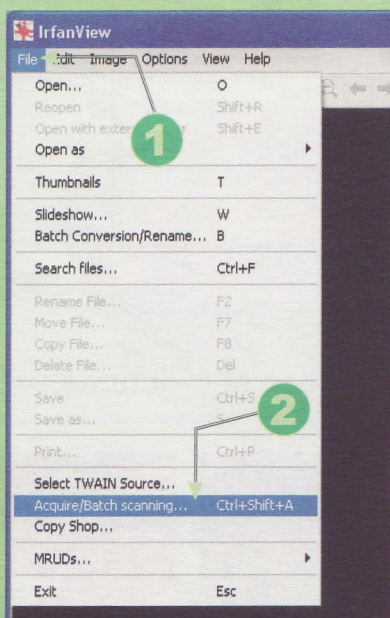 IrfanView
File Edit Image Options View Help
Open... O
Reopen Shift+R
Open with exter Shift+E
Open as
1
Thumbnails T
Slideshow... W
Batch Conversion/Rename... B
Search files... Ctrl+F
Rename File... F2
Move File... F7
Copy File... F8
Delete File... Del
Save Ctrl+S
Save as... S
2
Print... Ctrl+P
Select TWAIN Source...
Acquire/Batch scanning... Ctrl+Shift+A
Copy Shop...
MRUDs...
Exit Esc